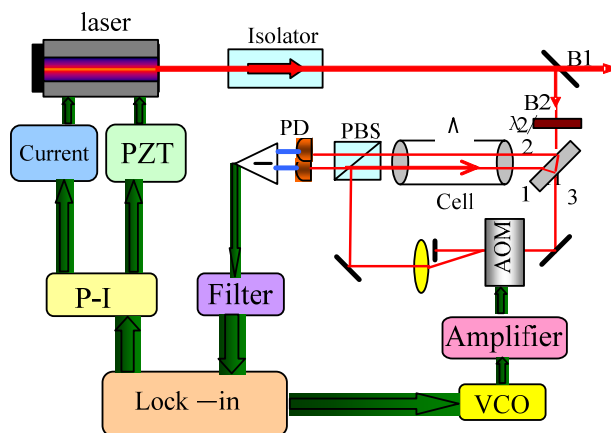 laser
Isolator
B1
B2
λ2/
PD
PBS
Λ
2
Current
PZT
Cell
1
1
3
AOM
P-I
Filter
Amplifier
Lock —in
VCO